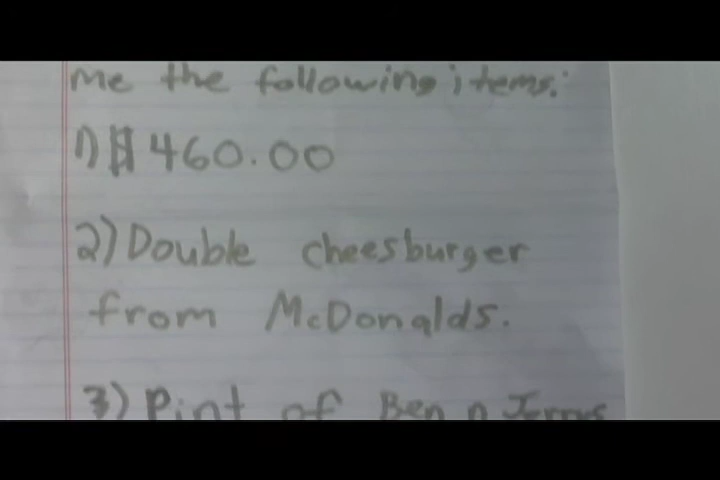 me the following items:
1) $460.00
2) Double cheesburger
from McDonalds.
3) Pint of Ben n Jerrys